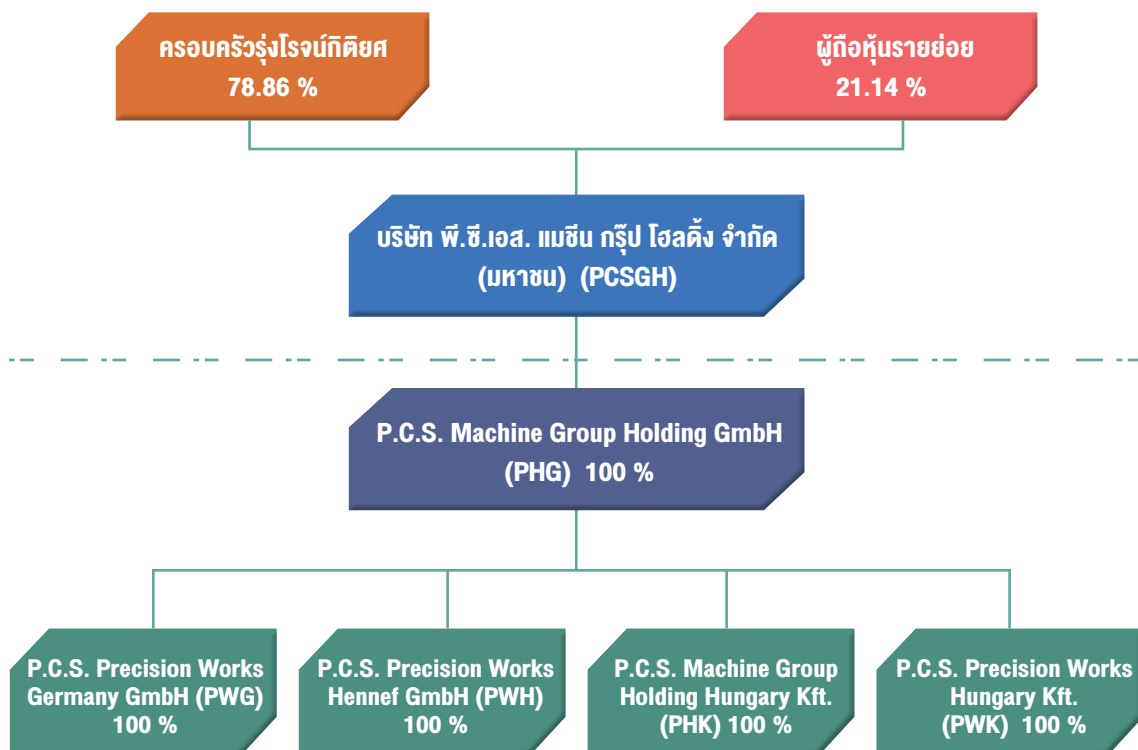 ครอบครัวรุ่งโรจน์กิติยศ
78.86 %
ผู้ถือหุ้นรายย่อย
21.14 %
บริษัท พี.ซี.เอส. แมชีน กรุ๊ป โฮลดิ้ง จำกัด
(มหาชน) (PCSGH)
P.C.S. Machine Group Holding GmbH
(PHG) 100 %
P.C.S. Precision Works
Germany GmbH (PWG)
100 %
P.C.S. Precision Works
Hennef GmbH (PWH)
100 %
P.C.S. Machine Group
Holding Hungary Kft.
(PHK) 100 %
P.C.S. Precision Works
Hungary Kft.
(PWK) 100 %